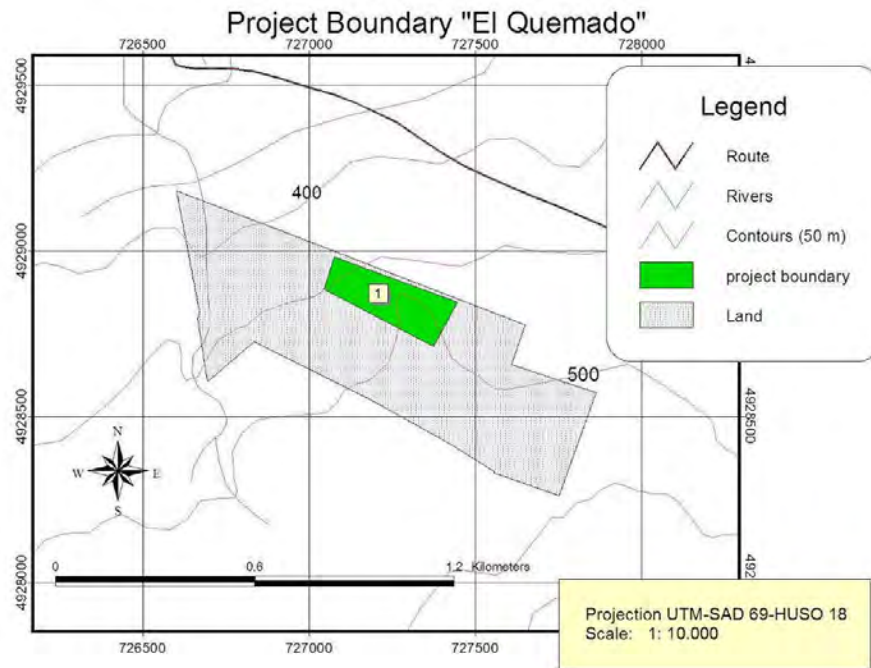 Project Boundary "El Quemado"
726500 727000 727500 728000
4929500
4929000
4928500
4928000
400
1
500
Legend
Route
Rivers
Contours (50 m)
project boundary
Land
4928500
N
W E
S
0 0.6 1.2 Kilometers
Projection UTM-SAD 69-HUSO 18
Scale: 1: 10.000
726500 727000 727500